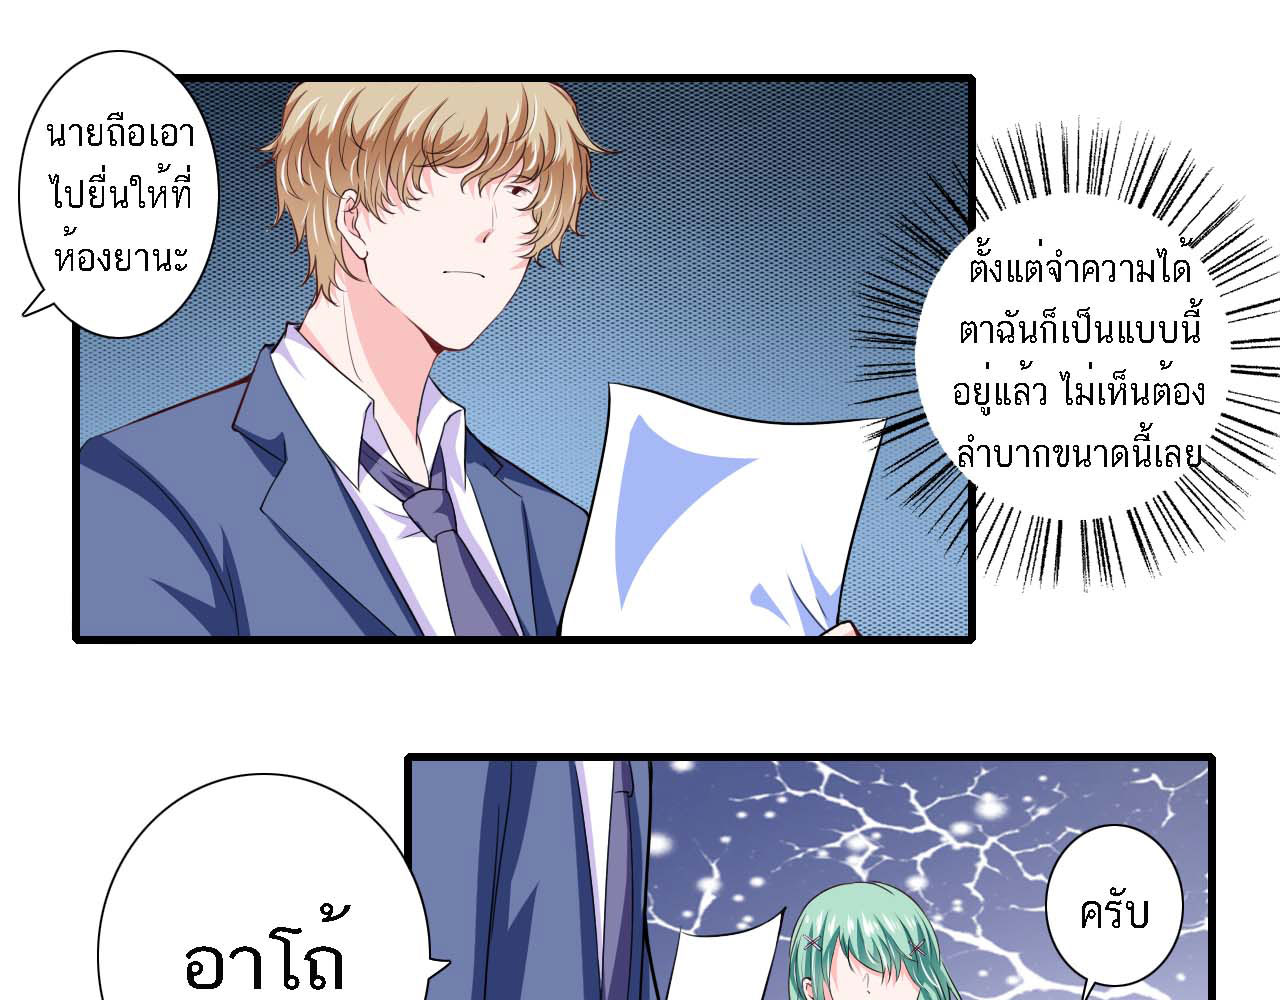 นายถือเอา
ไปยื่นให้ที่
ห้องยานะ
ตั้งแต่จำความได้
ตาฉันก็เป็นแบบนี้
อยู่แล้ว ไม่เห็นต้อง
ลำบากขนาดนี้เลย
ครับ
อาโถ้